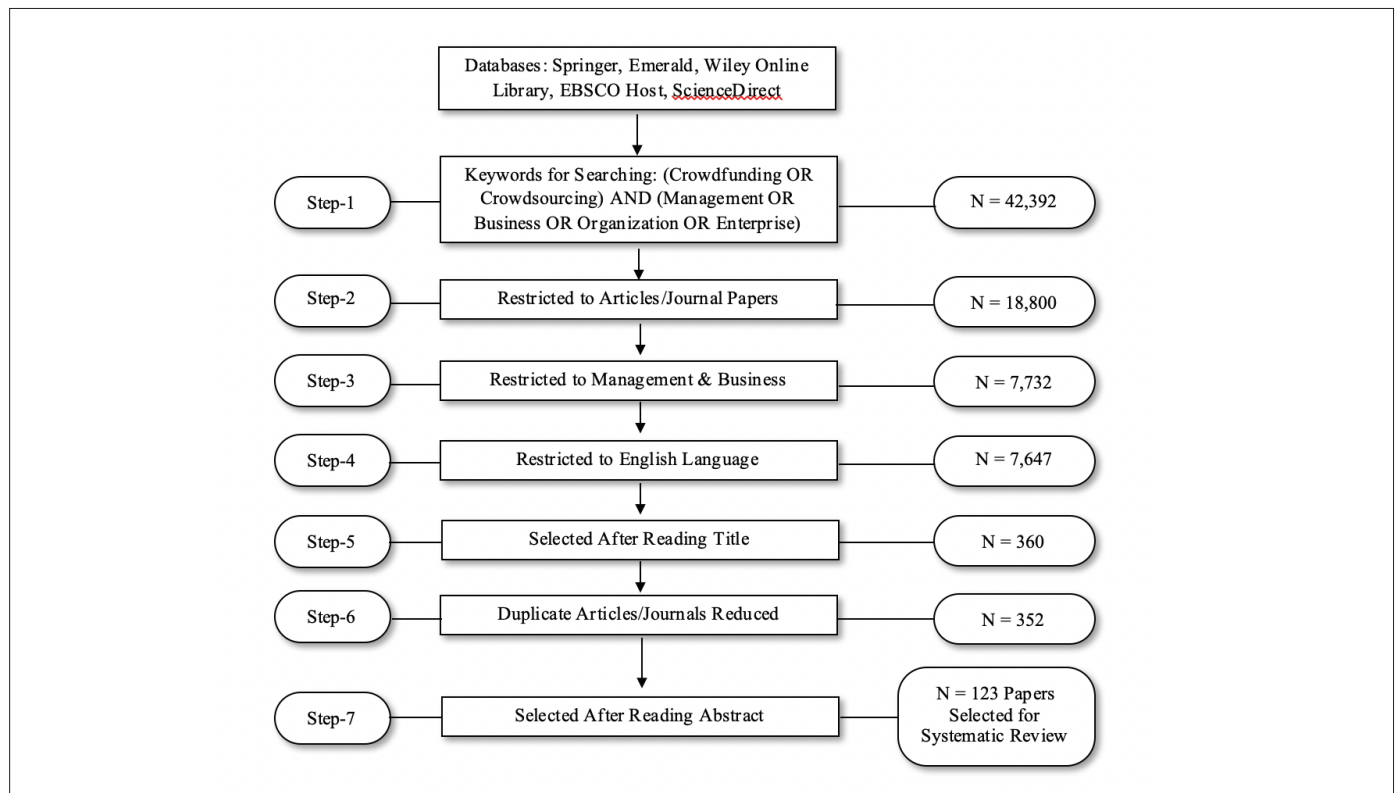 Databases: Springer, Emerald, Wiley Online
Library, EBSCO Host, ScienceDirect
Keywords for Searching: (Crowdfunding OR
Crowdsourcing) AND (Management OR
Business OR Organization OR Enterprise)
Step-1
N = 42,392
Step-2
Restricted to Articles/Journal Papers
N = 18,800
Step-3
Restricted to Management & Business
N = 7,732
Step-4
Restricted to English Language
N = 7,647
Step-5
Selected After Reading Title
N = 360
Step-6
Duplicate Articles/Journals Reduced
N = 352
Step-7
Selected After Reading Abstract
N = 123 Papers
Selected for
Systematic Review